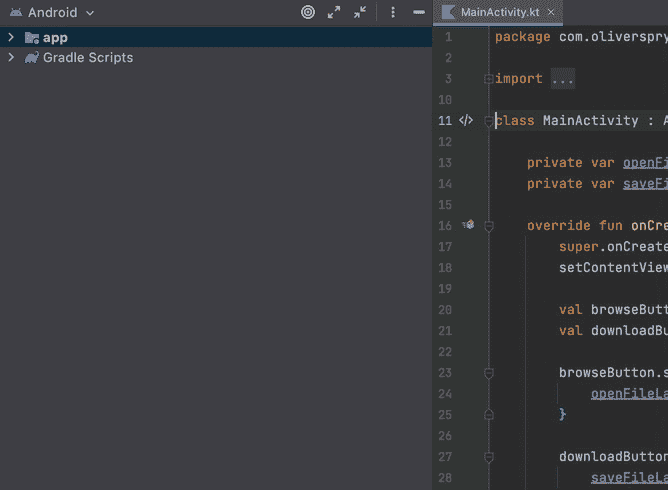 Android
app
Gradle Scripts
MainActivity.kt
1 package com.oliverspry
2
3 import ...
10
11 class MainActivity : A
12
13 private var openFi
14 private var saveFi
15
16 override fun onCre
17 super.onCreate
18 setContentView
19
20 val browseButt
21 val downloadBu
22
23 browseButton.s
24 openFileLa
25 }
26
27 downloadButton
28 saveFileLa